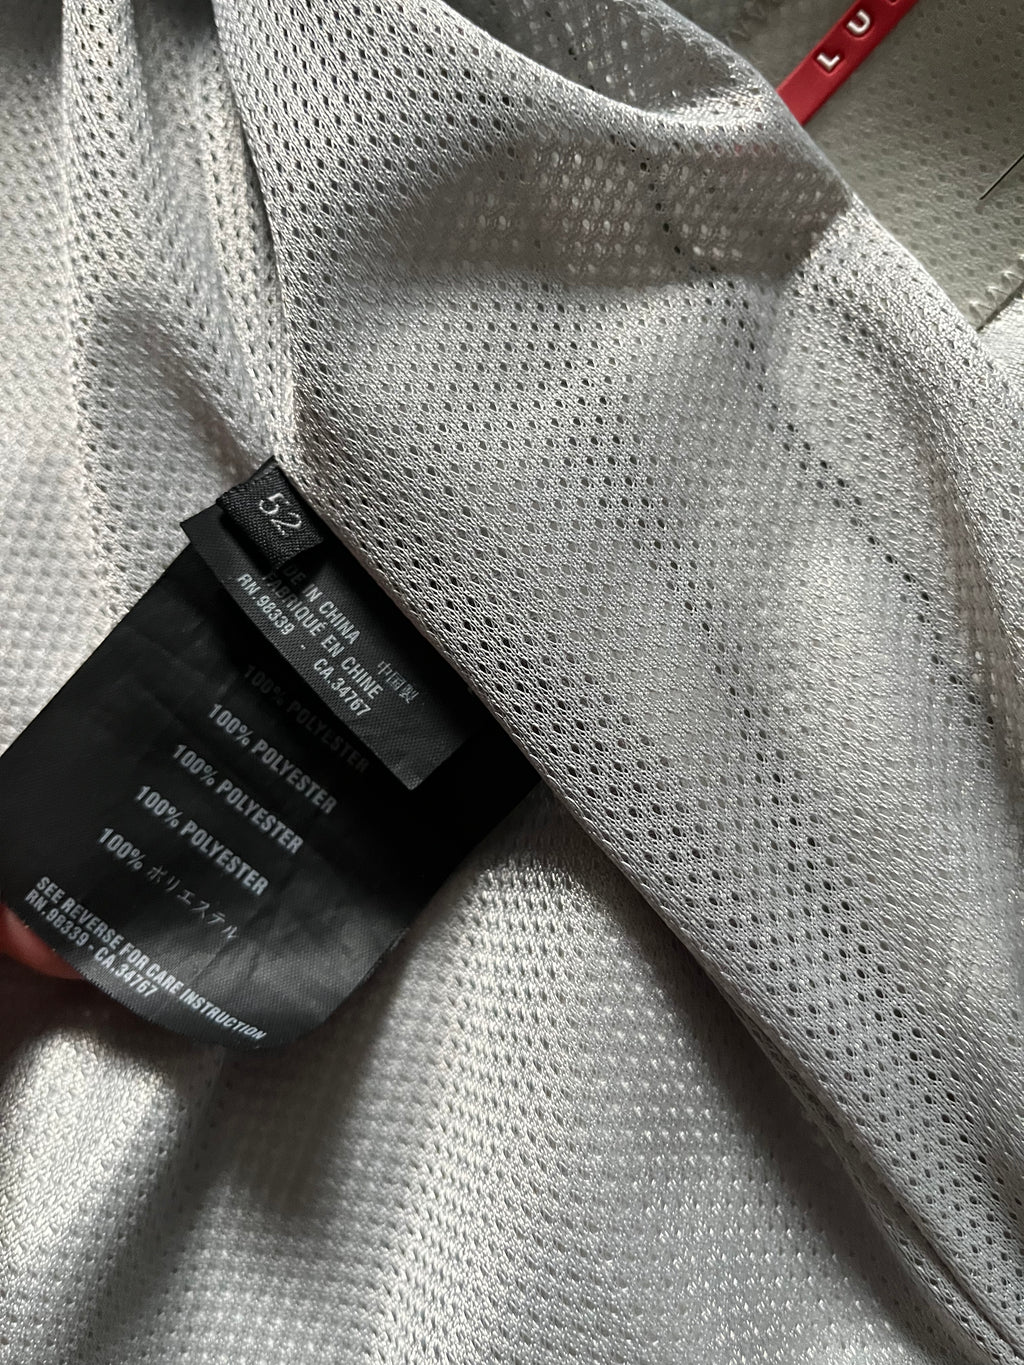 LU
52
DE IN CHINA 中国製
FABRIQUE EN CHINE
RN.98339 - CA.34767
100% POLYESTER
100% POLYESTER
100% POLYESTER
100% POLYESTER
100% ポリエステル
SEE REVERSE FOR CARE INSTRUCTION
RN.98339 - CA.34767